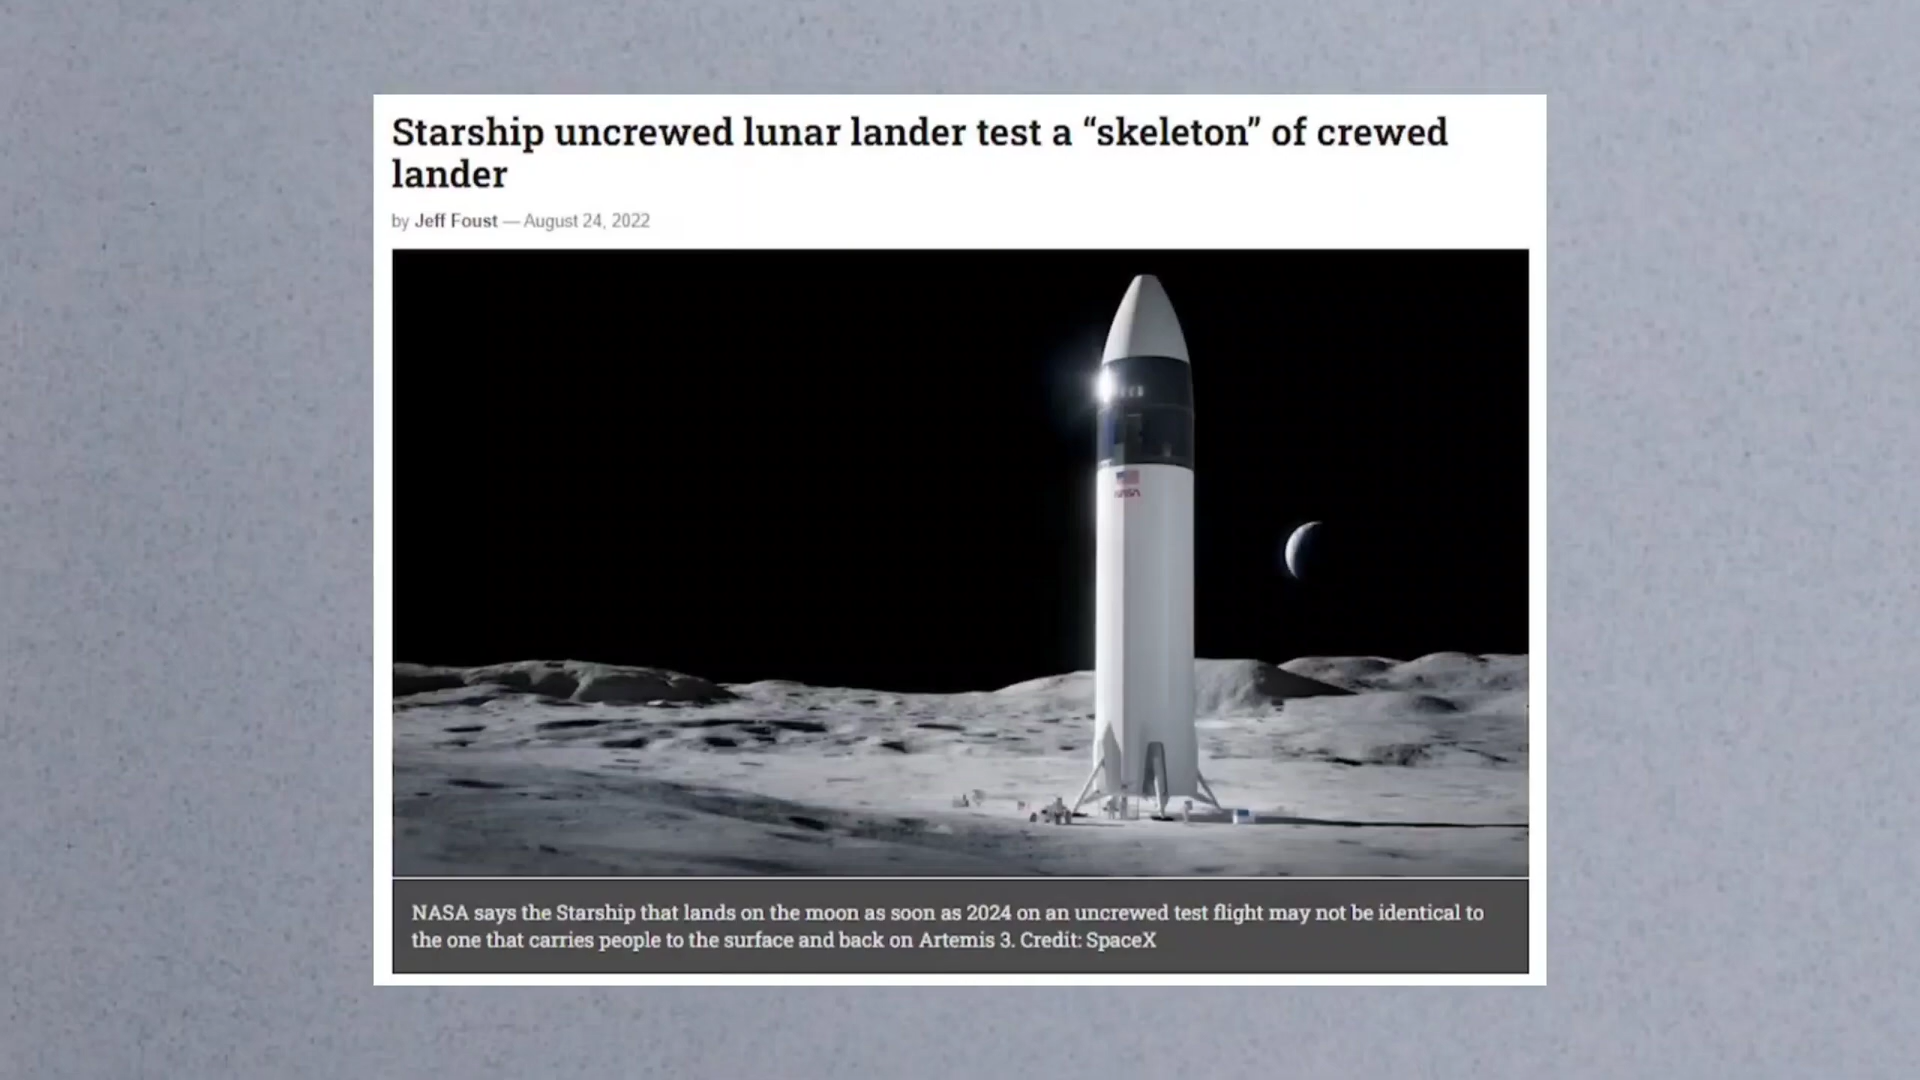 Starship uncrewed lunar lander test a “skeleton” of crewed
lander
by Jeff Foust — August 24, 2022
NASA
NASA says the Starship that lands on the moon as soon as 2024 on an uncrewed test flight may not be identical to
the one that carries people to the surface and back on Artemis 3. Credit: SpaceX